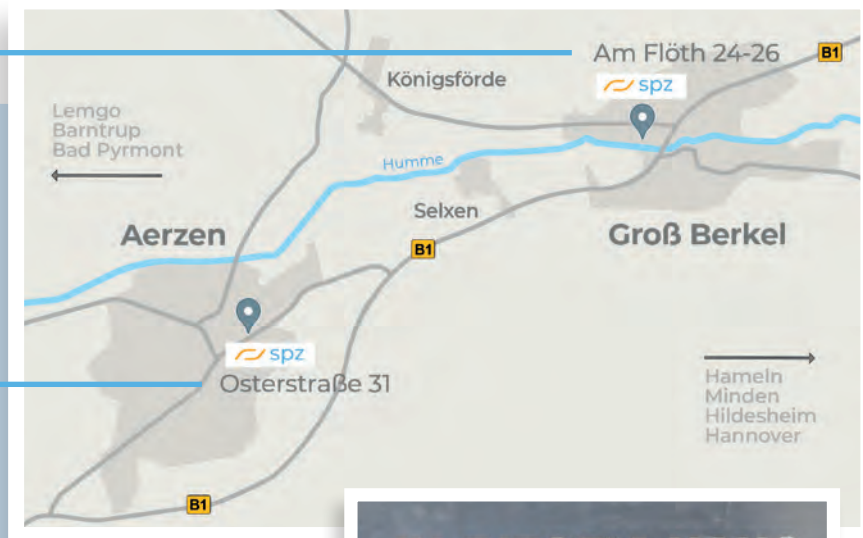 Am Flöth 24-26
B1
spz
Königsförde
Lemgo
Barntrup
Bad Pyrmont
Humme
Selxen
Aerzen
Groß Berkel
B1
spz
Osterstraße 31
Hameln
Minden
Hildesheim
Hannover
B1